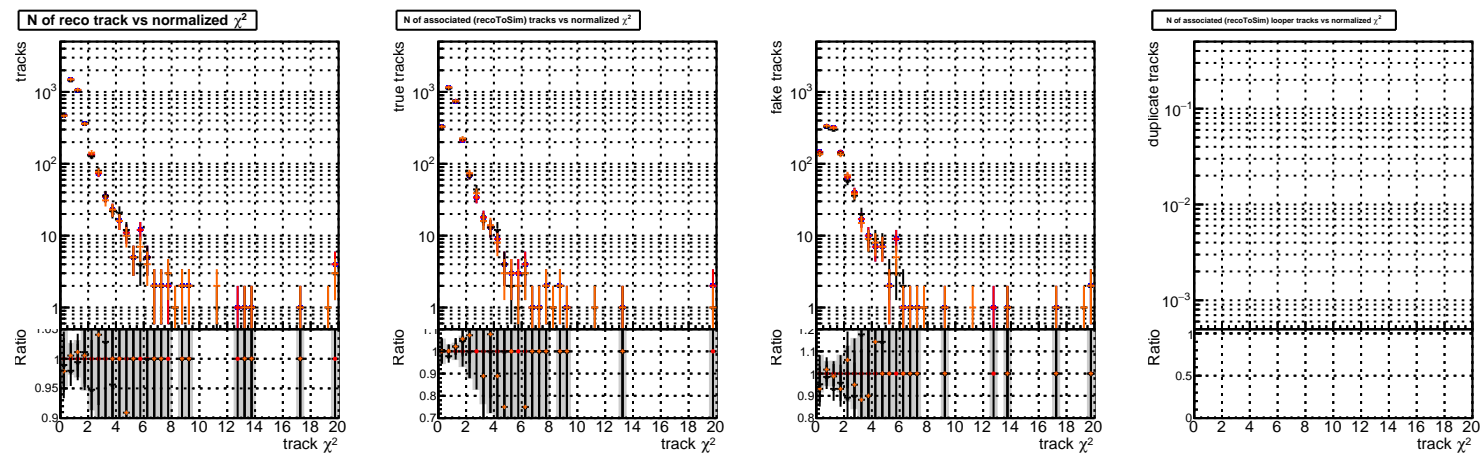 N of reco track vs normalized χ²
tracks
10³
10²
10
1
Ratio
1.05
1
0.95
0.9
0 2 4 6 8 10 12 14 16 18 20
track χ²
N of associated (recoToSim) tracks vs normalized χ²
true tracks
10³
10²
10
1
Ratio
1.1
1
0.9
0.8
0.7
0 2 4 6 8 10 12 14 16 18 20
track χ²
fake tracks
10³
10²
10
1
Ratio
1.2
1.1
1
0.9
0.8
0 2 4 6 8 10 12 14 16 18 20
track χ²
N of associated (recoToSim) looper tracks vs normalized χ²
duplicate tracks
10⁻¹
10⁻²
10⁻³
Ratio
1
0.5
0
0 2 4 6 8 10 12 14 16 18 20
track χ²